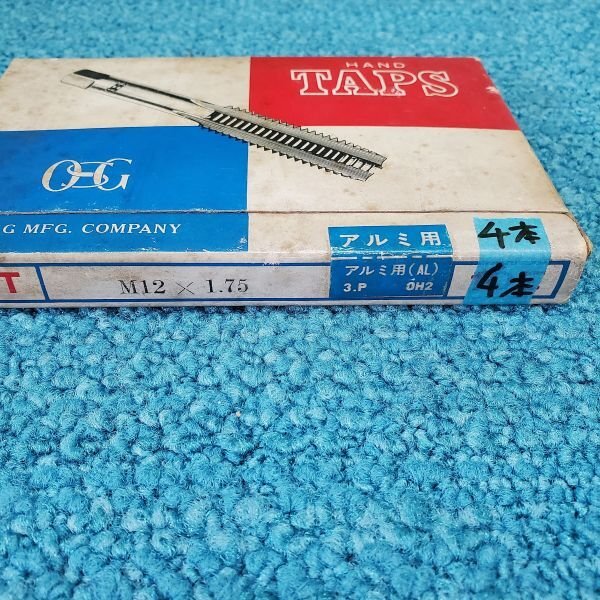 HAND
TAPS
OSG
G MFG. COMPANY
アルミ用
4本
T
M12 × 1.75
アルミ用(AL)
3.P OH2
4本